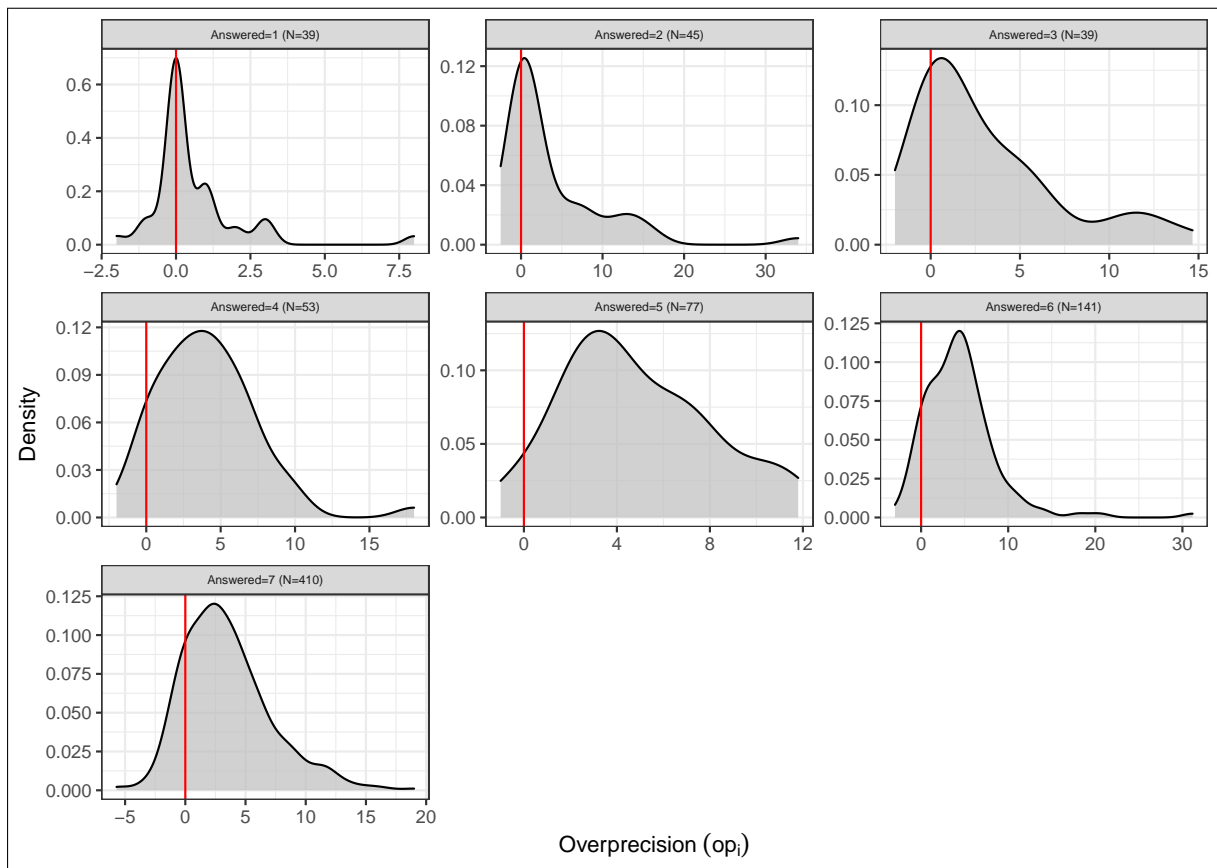 Answered=1 (N=39)
Answered=2 (N=45)
Answered=3 (N=39)
0.6
0.4
0.2
0.0
−2.5 0.0 2.5 5.0 7.5
0.12
0.08
0.04
0.00
0 10 20 30
0.10
0.05
0.00
0 5 10 15
Answered=4 (N=53)
Answered=5 (N=77)
Answered=6 (N=141)
0.12
0.09
0.06
0.03
0.00
0 5 10 15
0.10
0.05
0.00
0 4 8 12
0.125
0.100
0.075
0.050
0.025
0.000
0 10 20 30
Density
Answered=7 (N=410)
0.125
0.100
0.075
0.050
0.025
0.000
−5 0 5 10 15 20
Overprecision (opi)